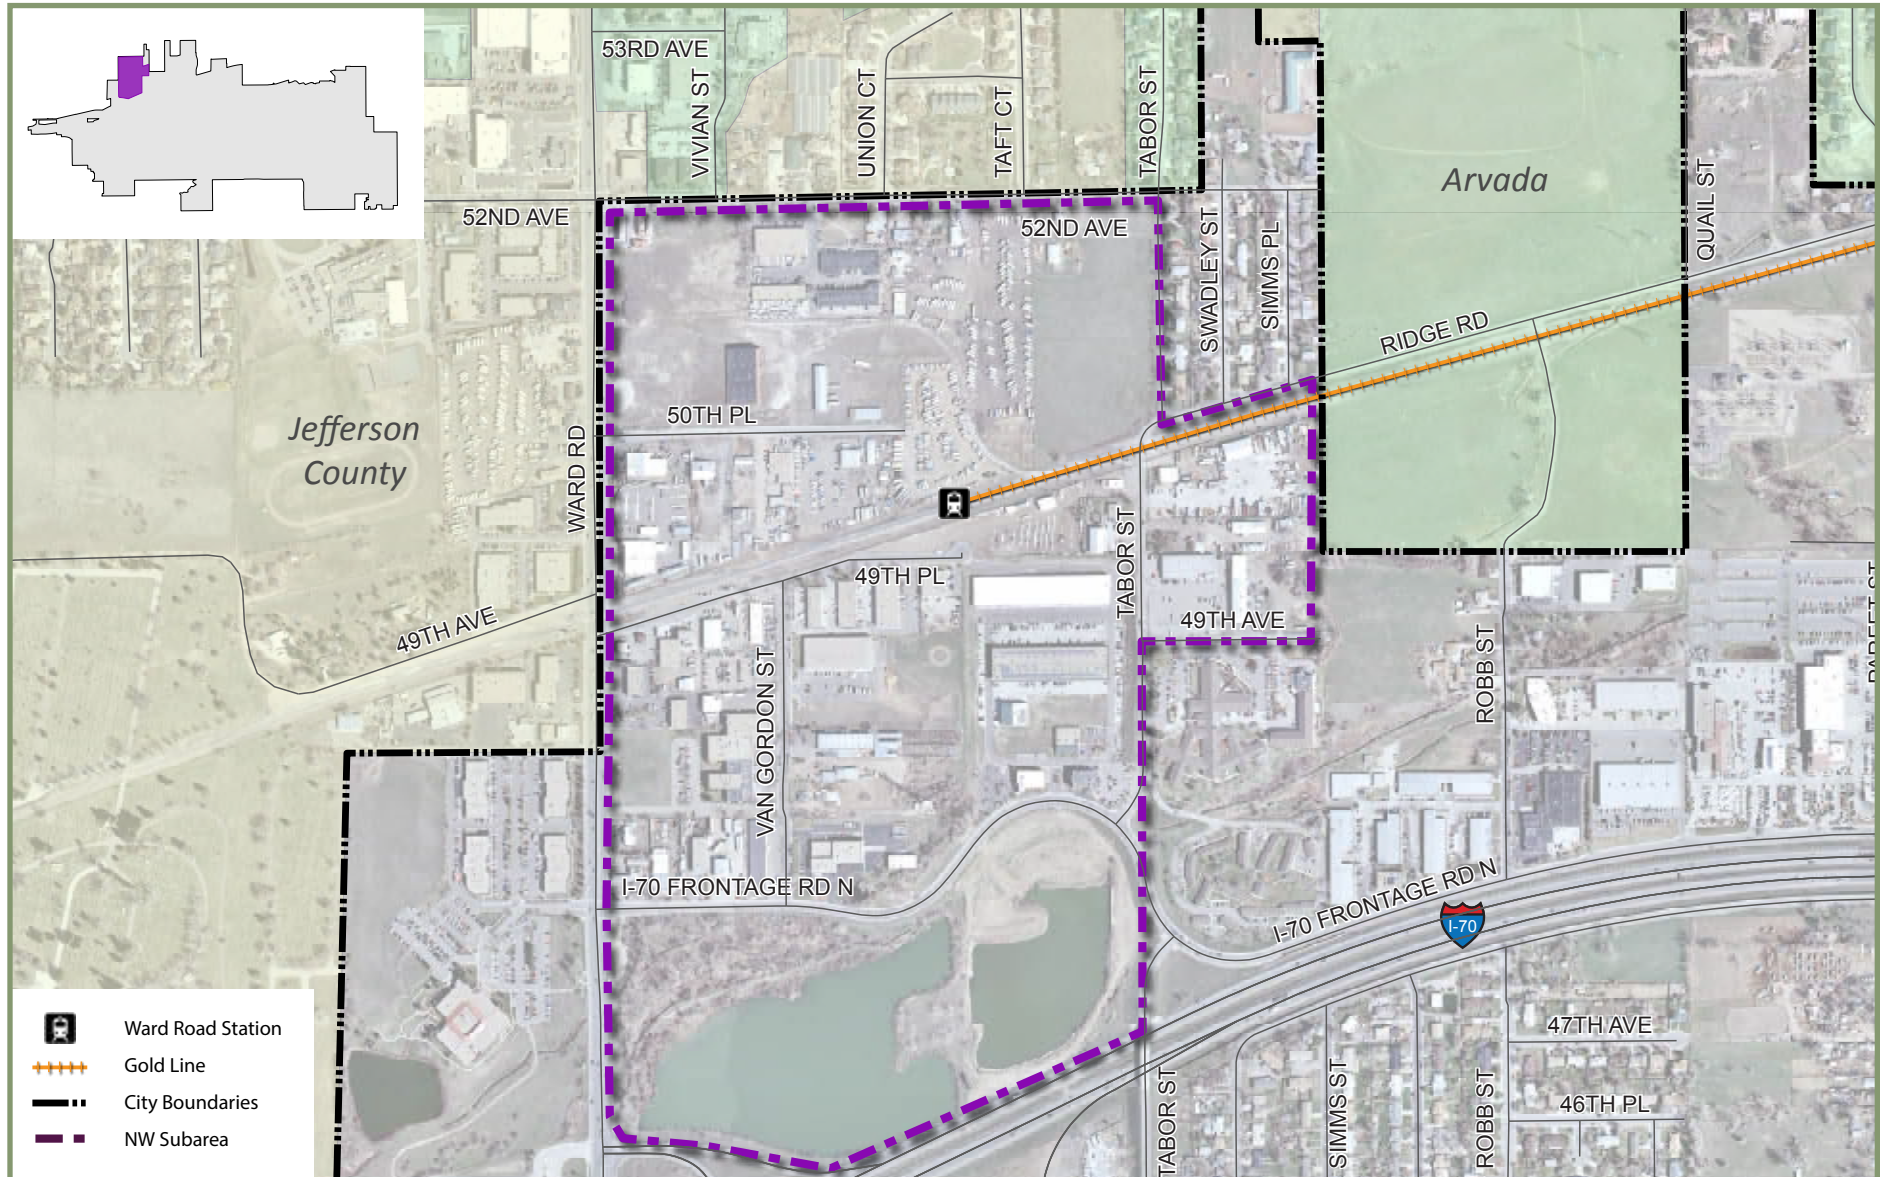 53RD AVE
VIVIAN ST
UNION CT
TAFT CT
TABOR ST
52ND AVE
52ND AVE
SWADLEY ST
SIMMS PL
Arvada
QUAIL ST
RIDGE RD
Jefferson
County
WARD RD
50TH PL
49TH PL
TABOR ST
49TH AVE
49TH AVE
VAN GORDON ST
ROBB ST
I-70 FRONTAGE RD N
I-70 FRONTAGE RD N
I-70
47TH AVE
46TH PL
TABOR ST
SIMMS ST
ROBB ST
Ward Road Station
Gold Line
City Boundaries
NW Subarea